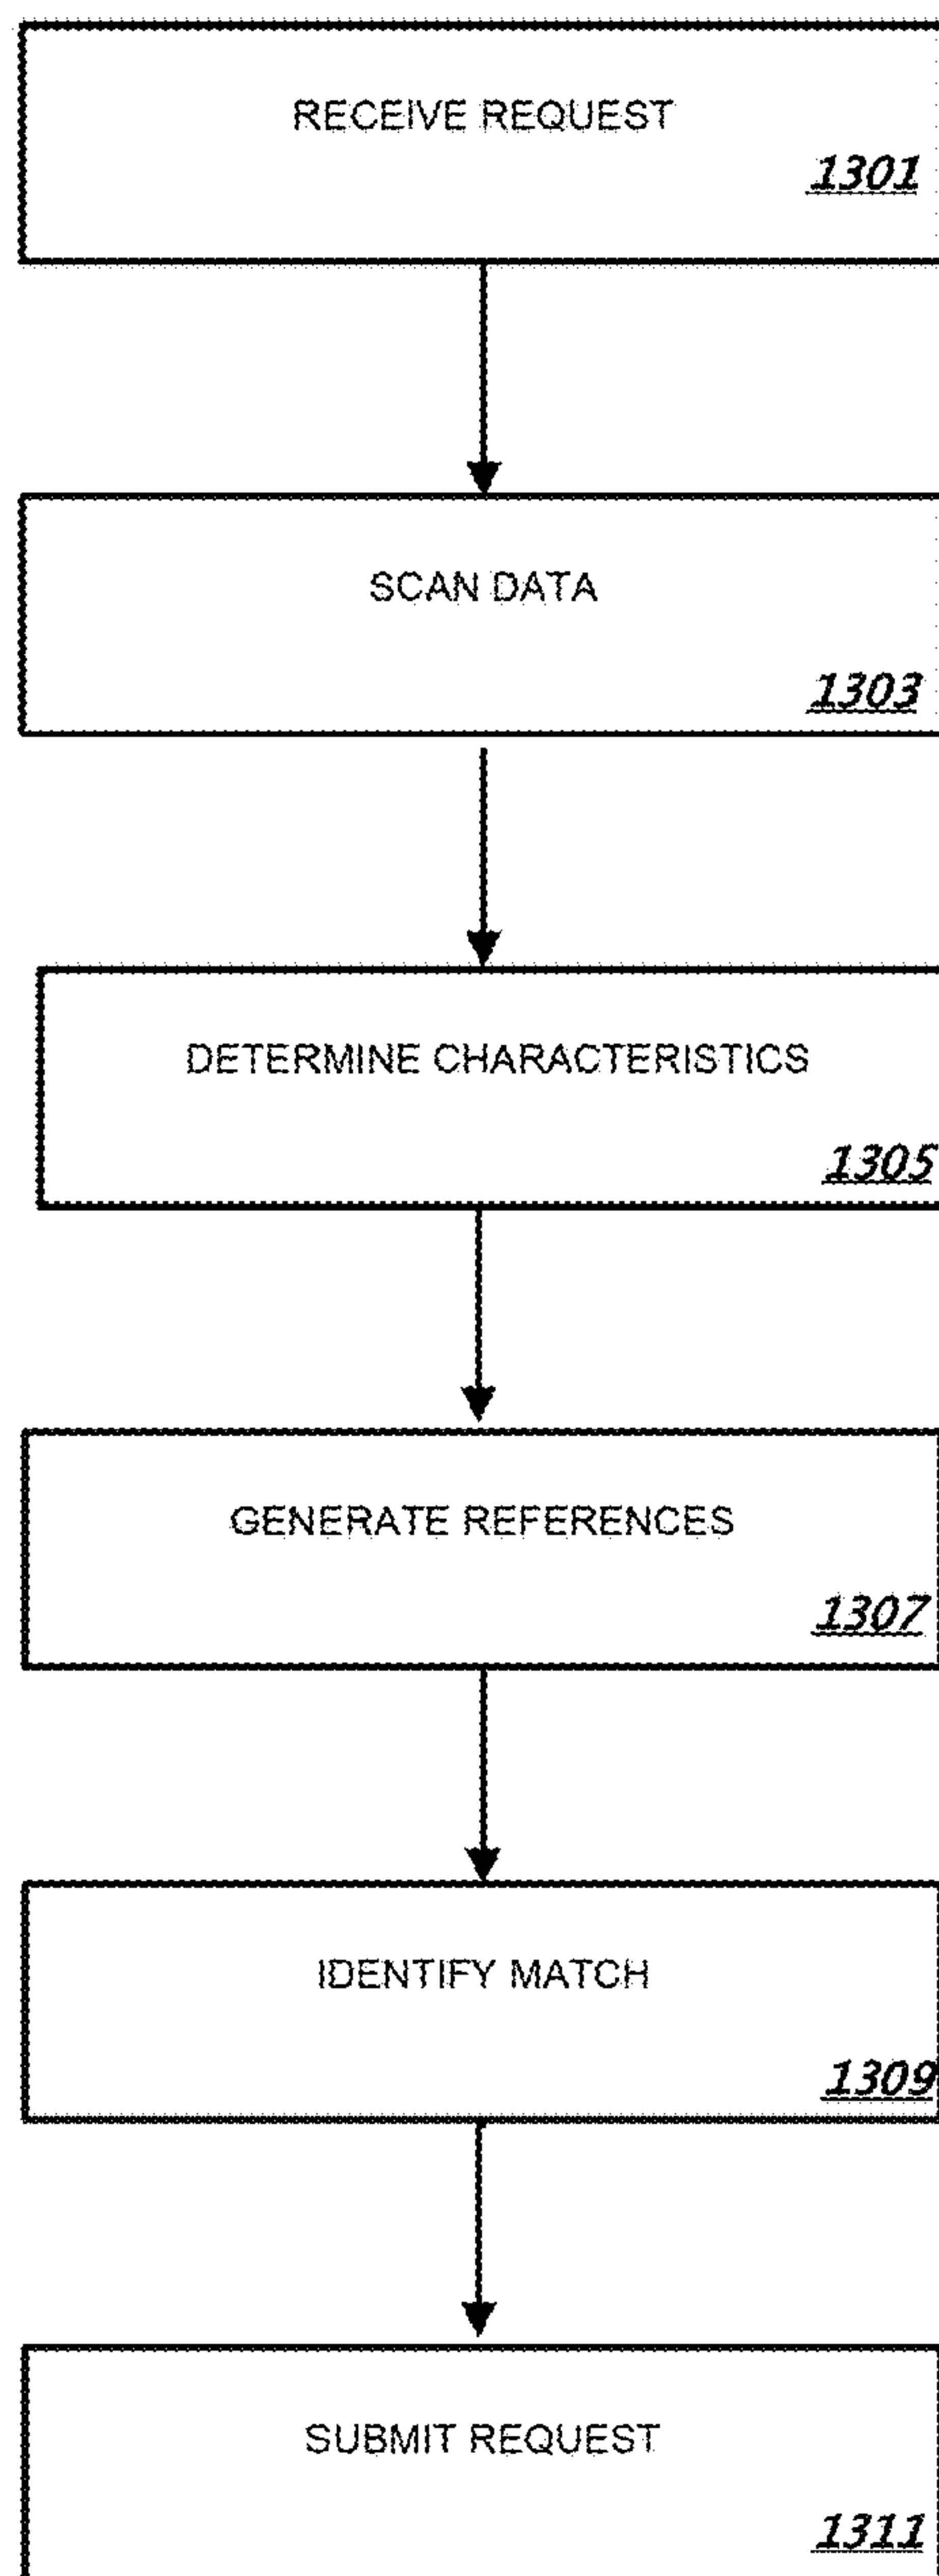 RECEIVE REQUEST
1301
SCAN DATA
1303
DETERMINE CHARACTERISTICS
1305
GENERATE REFERENCES
1307
IDENTIFY MATCH
1309
SUBMIT REQUEST
1311